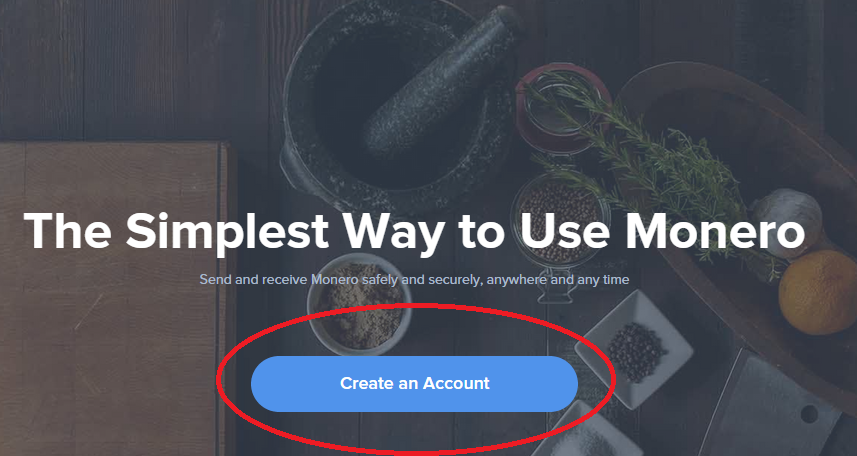 The Simplest Way to Use Monero
Send and receive Monero safely and securely, anywhere and any time
Create an Account